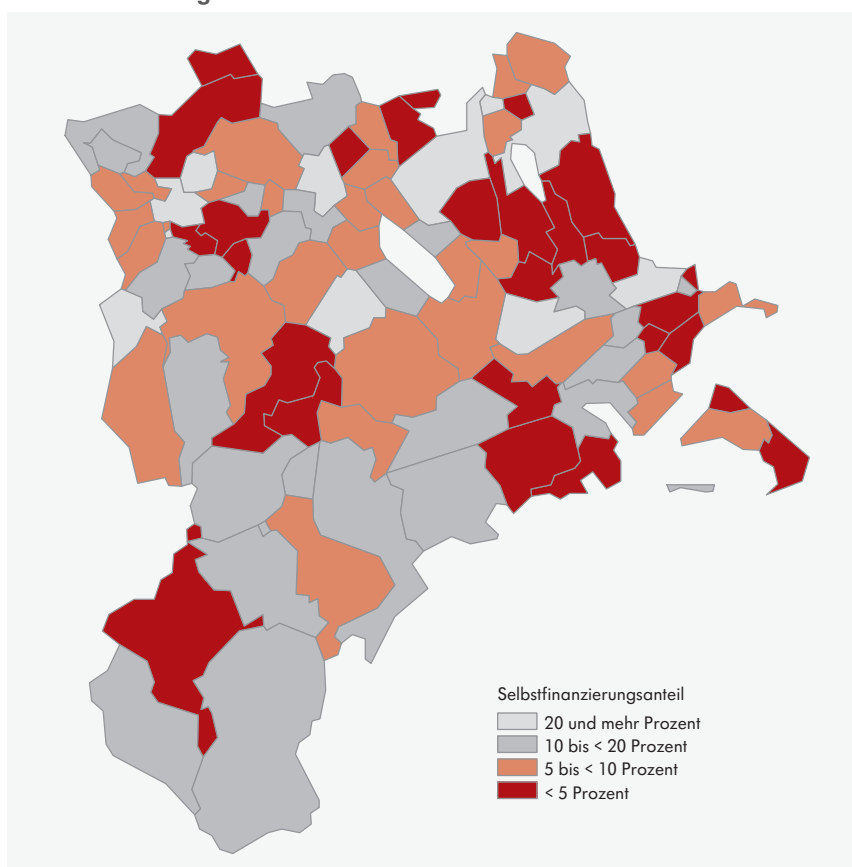 Selbstfinanzierungsanteil
20 und mehr Prozent
10 bis < 20 Prozent
5 bis < 10 Prozent
< 5 Prozent